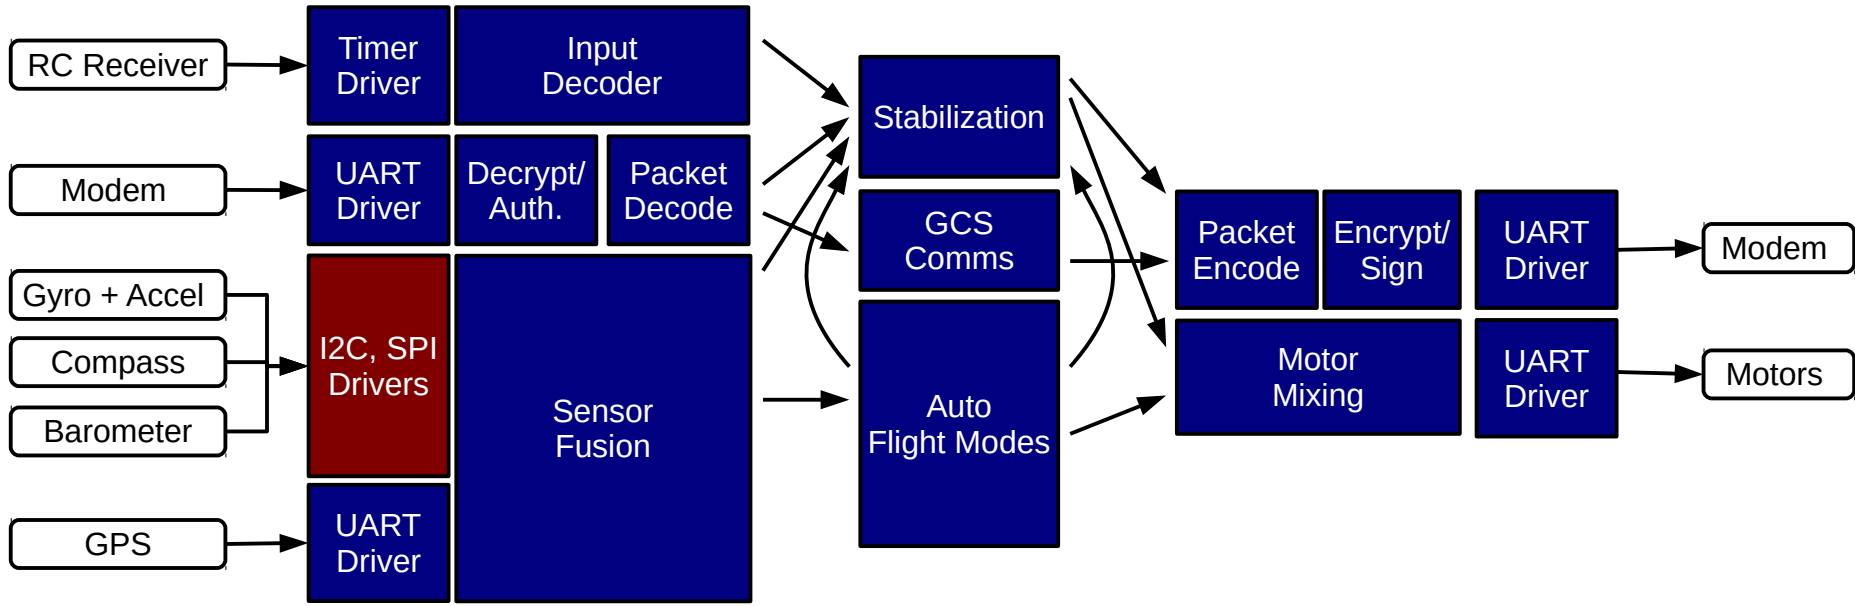 RC Receiver
Timer
Driver
Input
Decoder
Modem
UART
Driver
Decrypt/
Auth.
Packet
Decode
Gyro + Accel
Compass
Barometer
I2C, SPI
Drivers
Sensor
Fusion
GPS
UART
Driver
Stabilization
GCS
Comms
Auto
Flight Modes
Packet
Encode
Encrypt/
Sign
UART
Driver
Modem
Motor
Mixing
UART
Driver
Motors